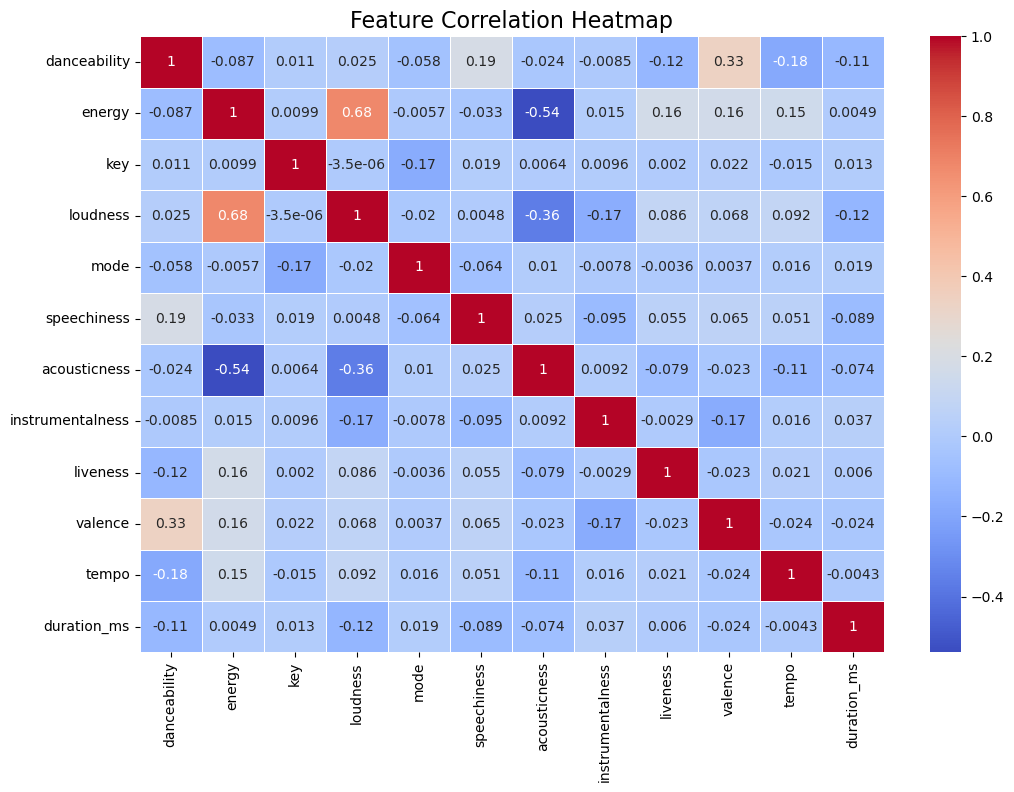 Feature Correlation Heatmap
danceability 1 -0.087 0.011 0.025 -0.058 0.19 -0.024 -0.0085 -0.12 0.33 -0.18 -0.11
energy -0.087 1 0.0099 0.68 -0.0057 -0.033 -0.54 0.015 0.16 0.16 0.15 0.0049
key 0.011 0.0099 1 -3.5e-06 -0.17 0.019 0.0064 0.0096 0.002 0.022 -0.015 0.013
loudness 0.025 0.68 -3.5e-06 1 -0.02 0.0048 -0.36 -0.17 0.086 0.068 0.092 -0.12
mode -0.058 -0.0057 -0.17 -0.02 1 -0.064 0.01 -0.0078 -0.0036 0.0037 0.016 0.019
speechiness 0.19 -0.033 0.019 0.0048 -0.064 1 0.025 -0.095 0.055 0.065 0.051 -0.089
acousticness -0.024 -0.54 0.0064 -0.36 0.01 0.025 1 0.0092 -0.079 -0.023 -0.11 -0.074
instrumentalness -0.0085 0.015 0.0096 -0.17 -0.0078 -0.095 0.0092 1 -0.0029 -0.17 0.016 0.037
liveness -0.12 0.16 0.002 0.086 -0.0036 0.055 -0.079 -0.0029 1 -0.023 0.021 0.006
valence 0.33 0.16 0.022 0.068 0.0037 0.065 -0.023 -0.17 -0.023 1 -0.024 -0.024
tempo -0.18 0.15 -0.015 0.092 0.016 0.051 -0.11 0.016 0.021 -0.024 1 -0.0043
duration_ms -0.11 0.0049 0.013 -0.12 0.019 -0.089 -0.074 0.037 0.006 -0.024 -0.0043 1
danceability
energy
key
loudness
mode
speechiness
acousticness
instrumentalness
liveness
valence
tempo
duration_ms
1.0
0.8
0.6
0.4
0.2
0.0
−0.2
−0.4